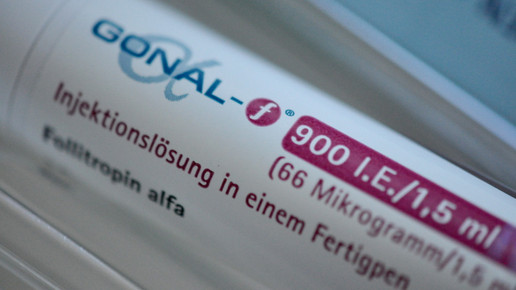 GONAL-f®
900 I.E./1,5 ml
(66 Mikrogramm/1,5 ml
Injektionslösung in einem Fertigpen
Follitropin alfa